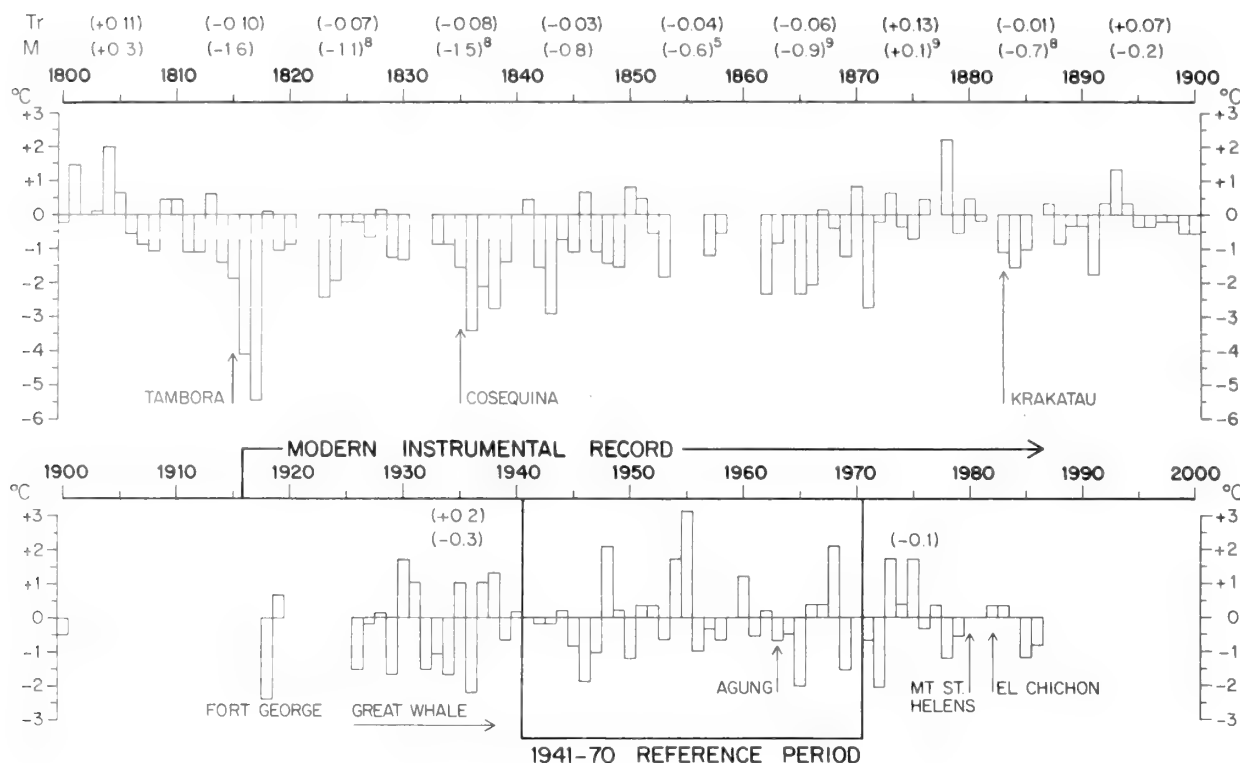 Tr (+0.11) (-0.10) (-0.07) (-0.08) (-0.03) (-0.04) (-0.06) (+0.13) (-0.01) (+0.07)
M (+0.3) (-1.6) (-1.1)⁸ (-1.5)⁸ (-0.8) (-0.6)⁵ (-0.9)⁹ (+0.1)⁹ (-0.7)⁸ (-0.2)
1800 1810 1820 1830 1840 1850 1860 1870 1880 1890 1900
°C °C
+3 +3
+2 +2
+1 +1
0 0
-1 -1
-2 -2
-3 -3
-4 -4
-5 -5
-6 -6
TAMBORA COSEQUINA KRAKATAU
MODERN INSTRUMENTAL RECORD
1900 1910 1920 1930 1940 1950 1960 1970 1980 1990 2000
°C °C
+3 (+0.2) +3
(-0.3) (-0.1)
+2 +2
+1 +1
0 0
-1 -1
-2 -2
-3 -3
FORT GEORGE GREAT WHALE AGUNG MT ST. HELENS EL CHICHON
1941-70 REFERENCE PERIOD